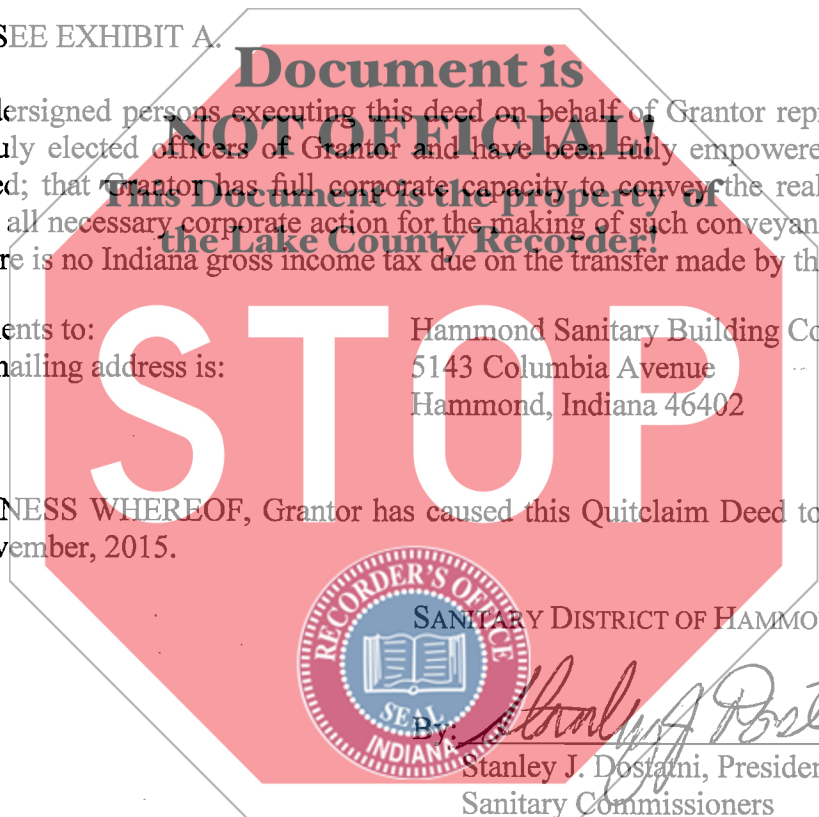 SEE EXHIBIT A.
Document is
ersigned persons executing this deed on behalf of Grantor repr
NOT OFFICIAL!
uly elected officers of Grantor and have been fully empowere
This Document is the property of
ed; that Grantor has full corporate capacity to convey the real
all necessary corporate action for the making of such conveyan
the Lake County Recorder!
re is no Indiana gross income tax due on the transfer made by th
ents to: Hammond Sanitary Building Co
mailing address is: 5143 Columbia Avenue
Hammond, Indiana 46402
STOP
NESS WHEREOF, Grantor has caused this Quitclaim Deed to
vember, 2015.
RECORDER'S OFFICE
SEAL
INDIANA
SANITARY DISTRICT OF HAMMO
By: Stanley J Dost
Stanley J. Dostatni, Presiden
Sanitary Commissioners